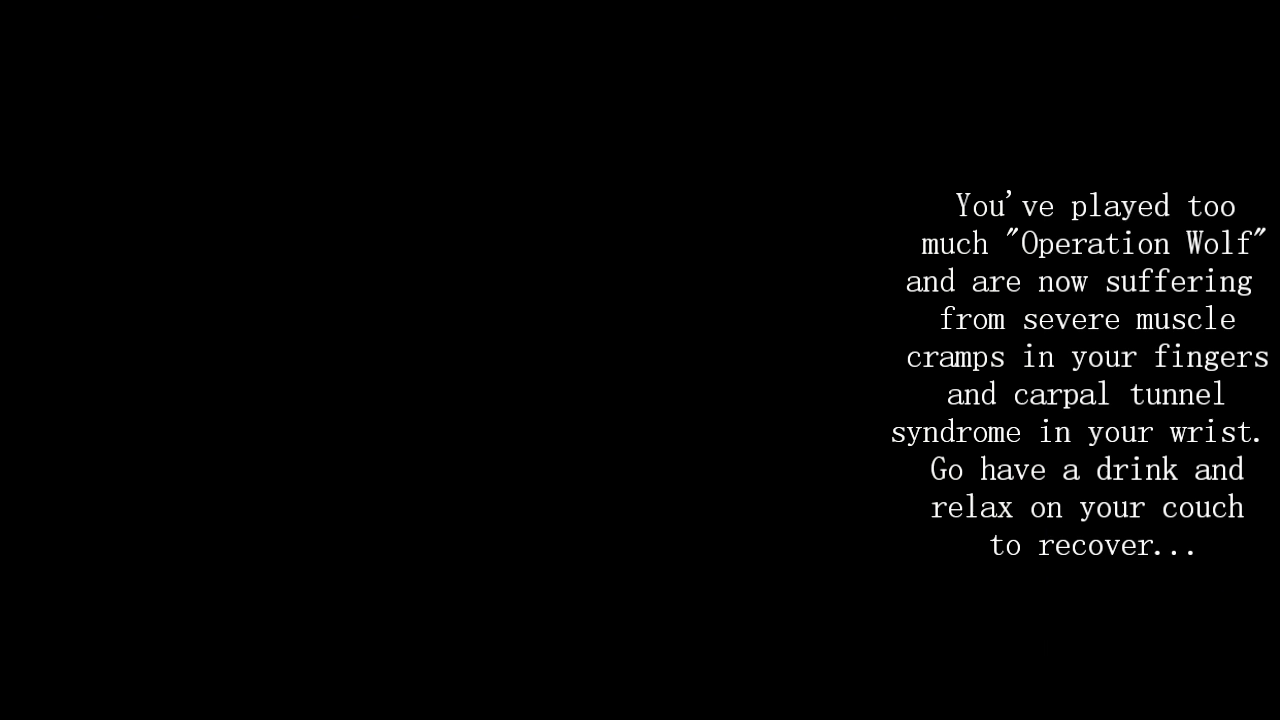 You've played too
much "Operation Wolf"
and are now suffering
from severe muscle
cramps in your fingers
and carpal tunnel
syndrome in your wrist.
Go have a drink and
relax on your couch
to recover...